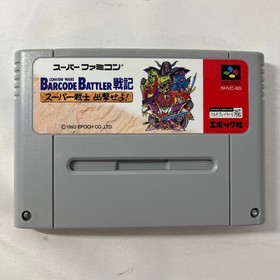 スーパーファミコン
CONVENI WARS
BARCODE BATTLER 戦記
スーパー戦士 出撃せよ!
SHVC-BS
© 1993 EPOCH CO., LTD.
エポック社